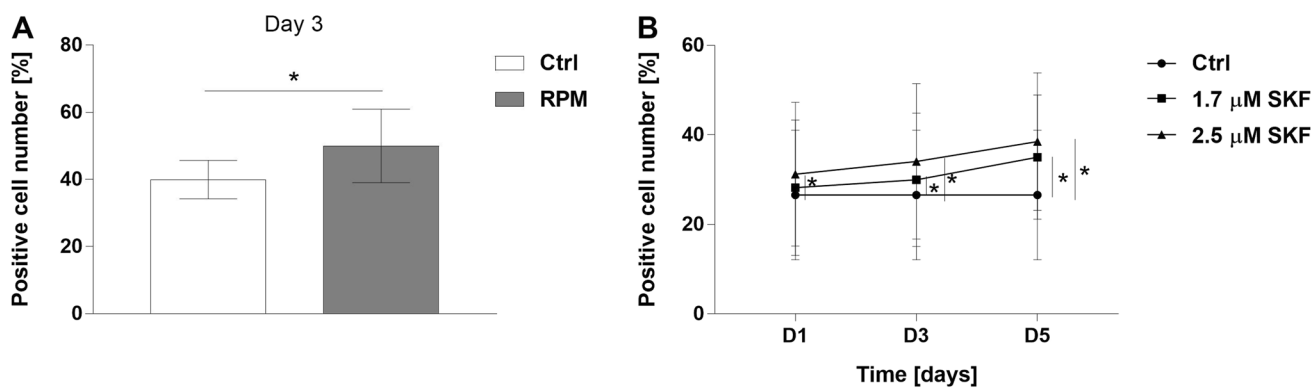 A
Day 3
Positive cell number [%]
80
60
40
20
0
*
Ctrl
RPM
B
Positive cell number [%]
60
40
20
0
*
*
*
*
*
D1
D3
D5
Time [days]
Ctrl
1.7 μM SKF
2.5 μM SKF